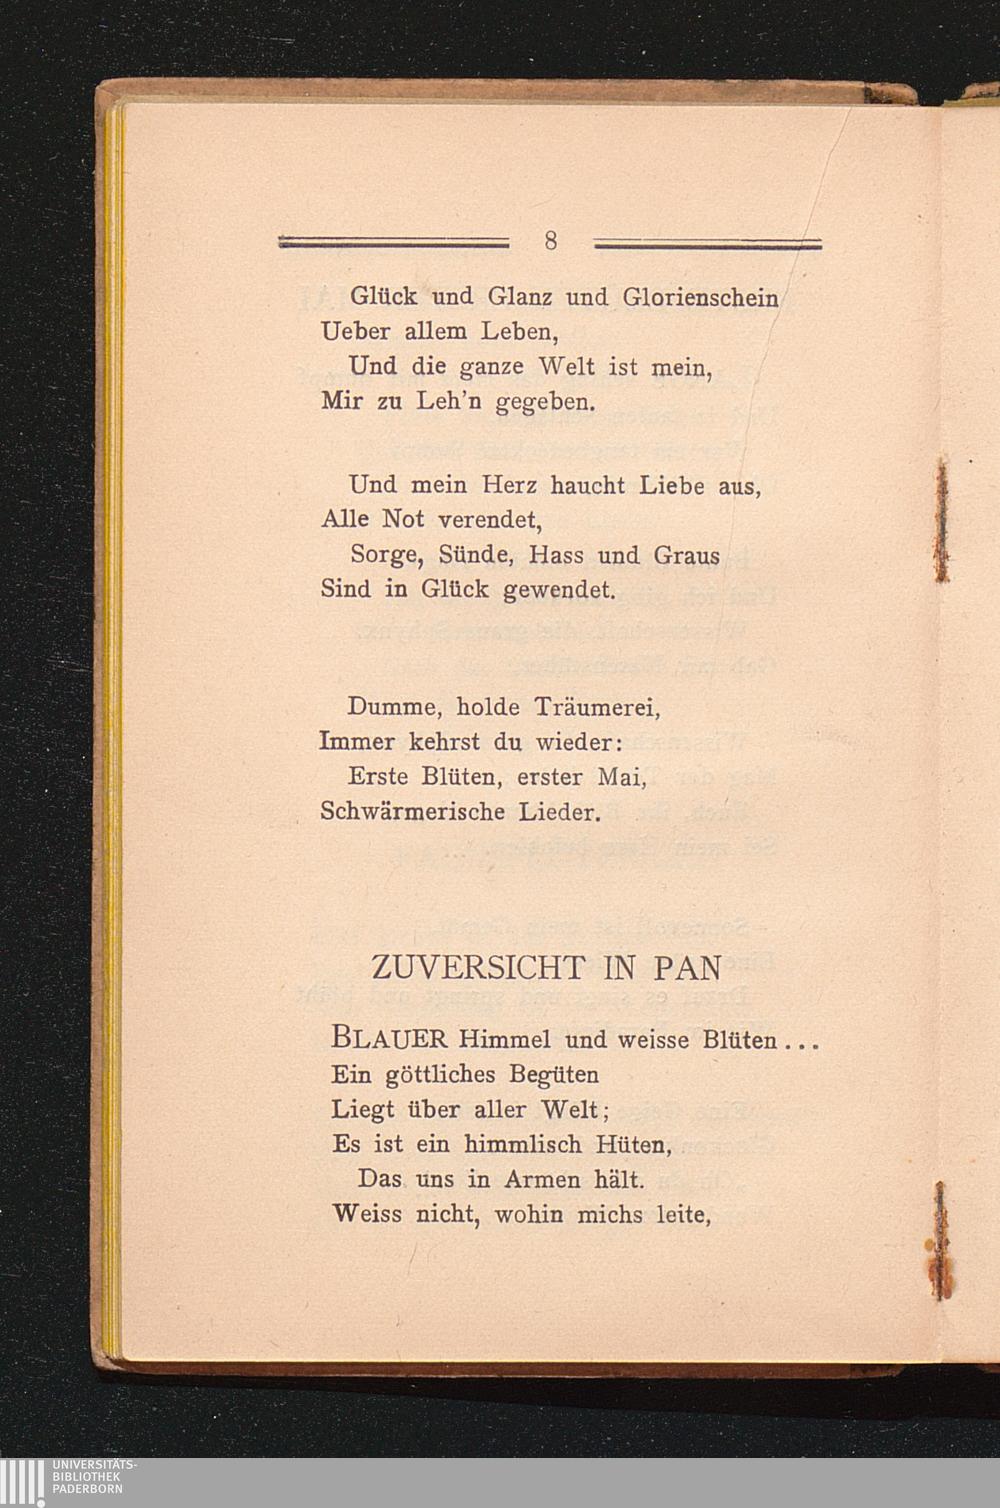 8
Glück und Glanz und Glorienschein
Ueber allem Leben,
Und die ganze Welt ist mein,
Mir zu Leh'n gegeben.
Und mein Herz haucht Liebe aus,
Alle Not verendet,
Sorge, Sünde, Hass und Graus
Sind in Glück gewendet.
Dumme, holde Träumerei,
Immer kehrst du wieder:
Erste Blüten, erster Mai,
Schwärmerische Lieder.
ZUVERSICHT IN PAN
BLAUER Himmel und weisse Blüten...
Ein göttliches Begüten
Liegt über aller Welt;
Es ist ein himmlisch Hüten,
Das uns in Armen hält.
Weiss nicht, wohin michs leite,
UNIVERSITÄTS-
BIBLIOTHEK
PADERBORN